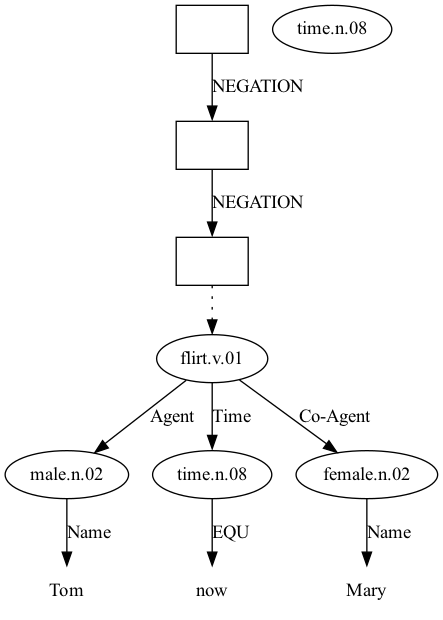 time.n.08
NEGATION
NEGATION
flirt.v.01
Agent Time Co-Agent
male.n.02 time.n.08 female.n.02
Name EQU Name
Tom now Mary